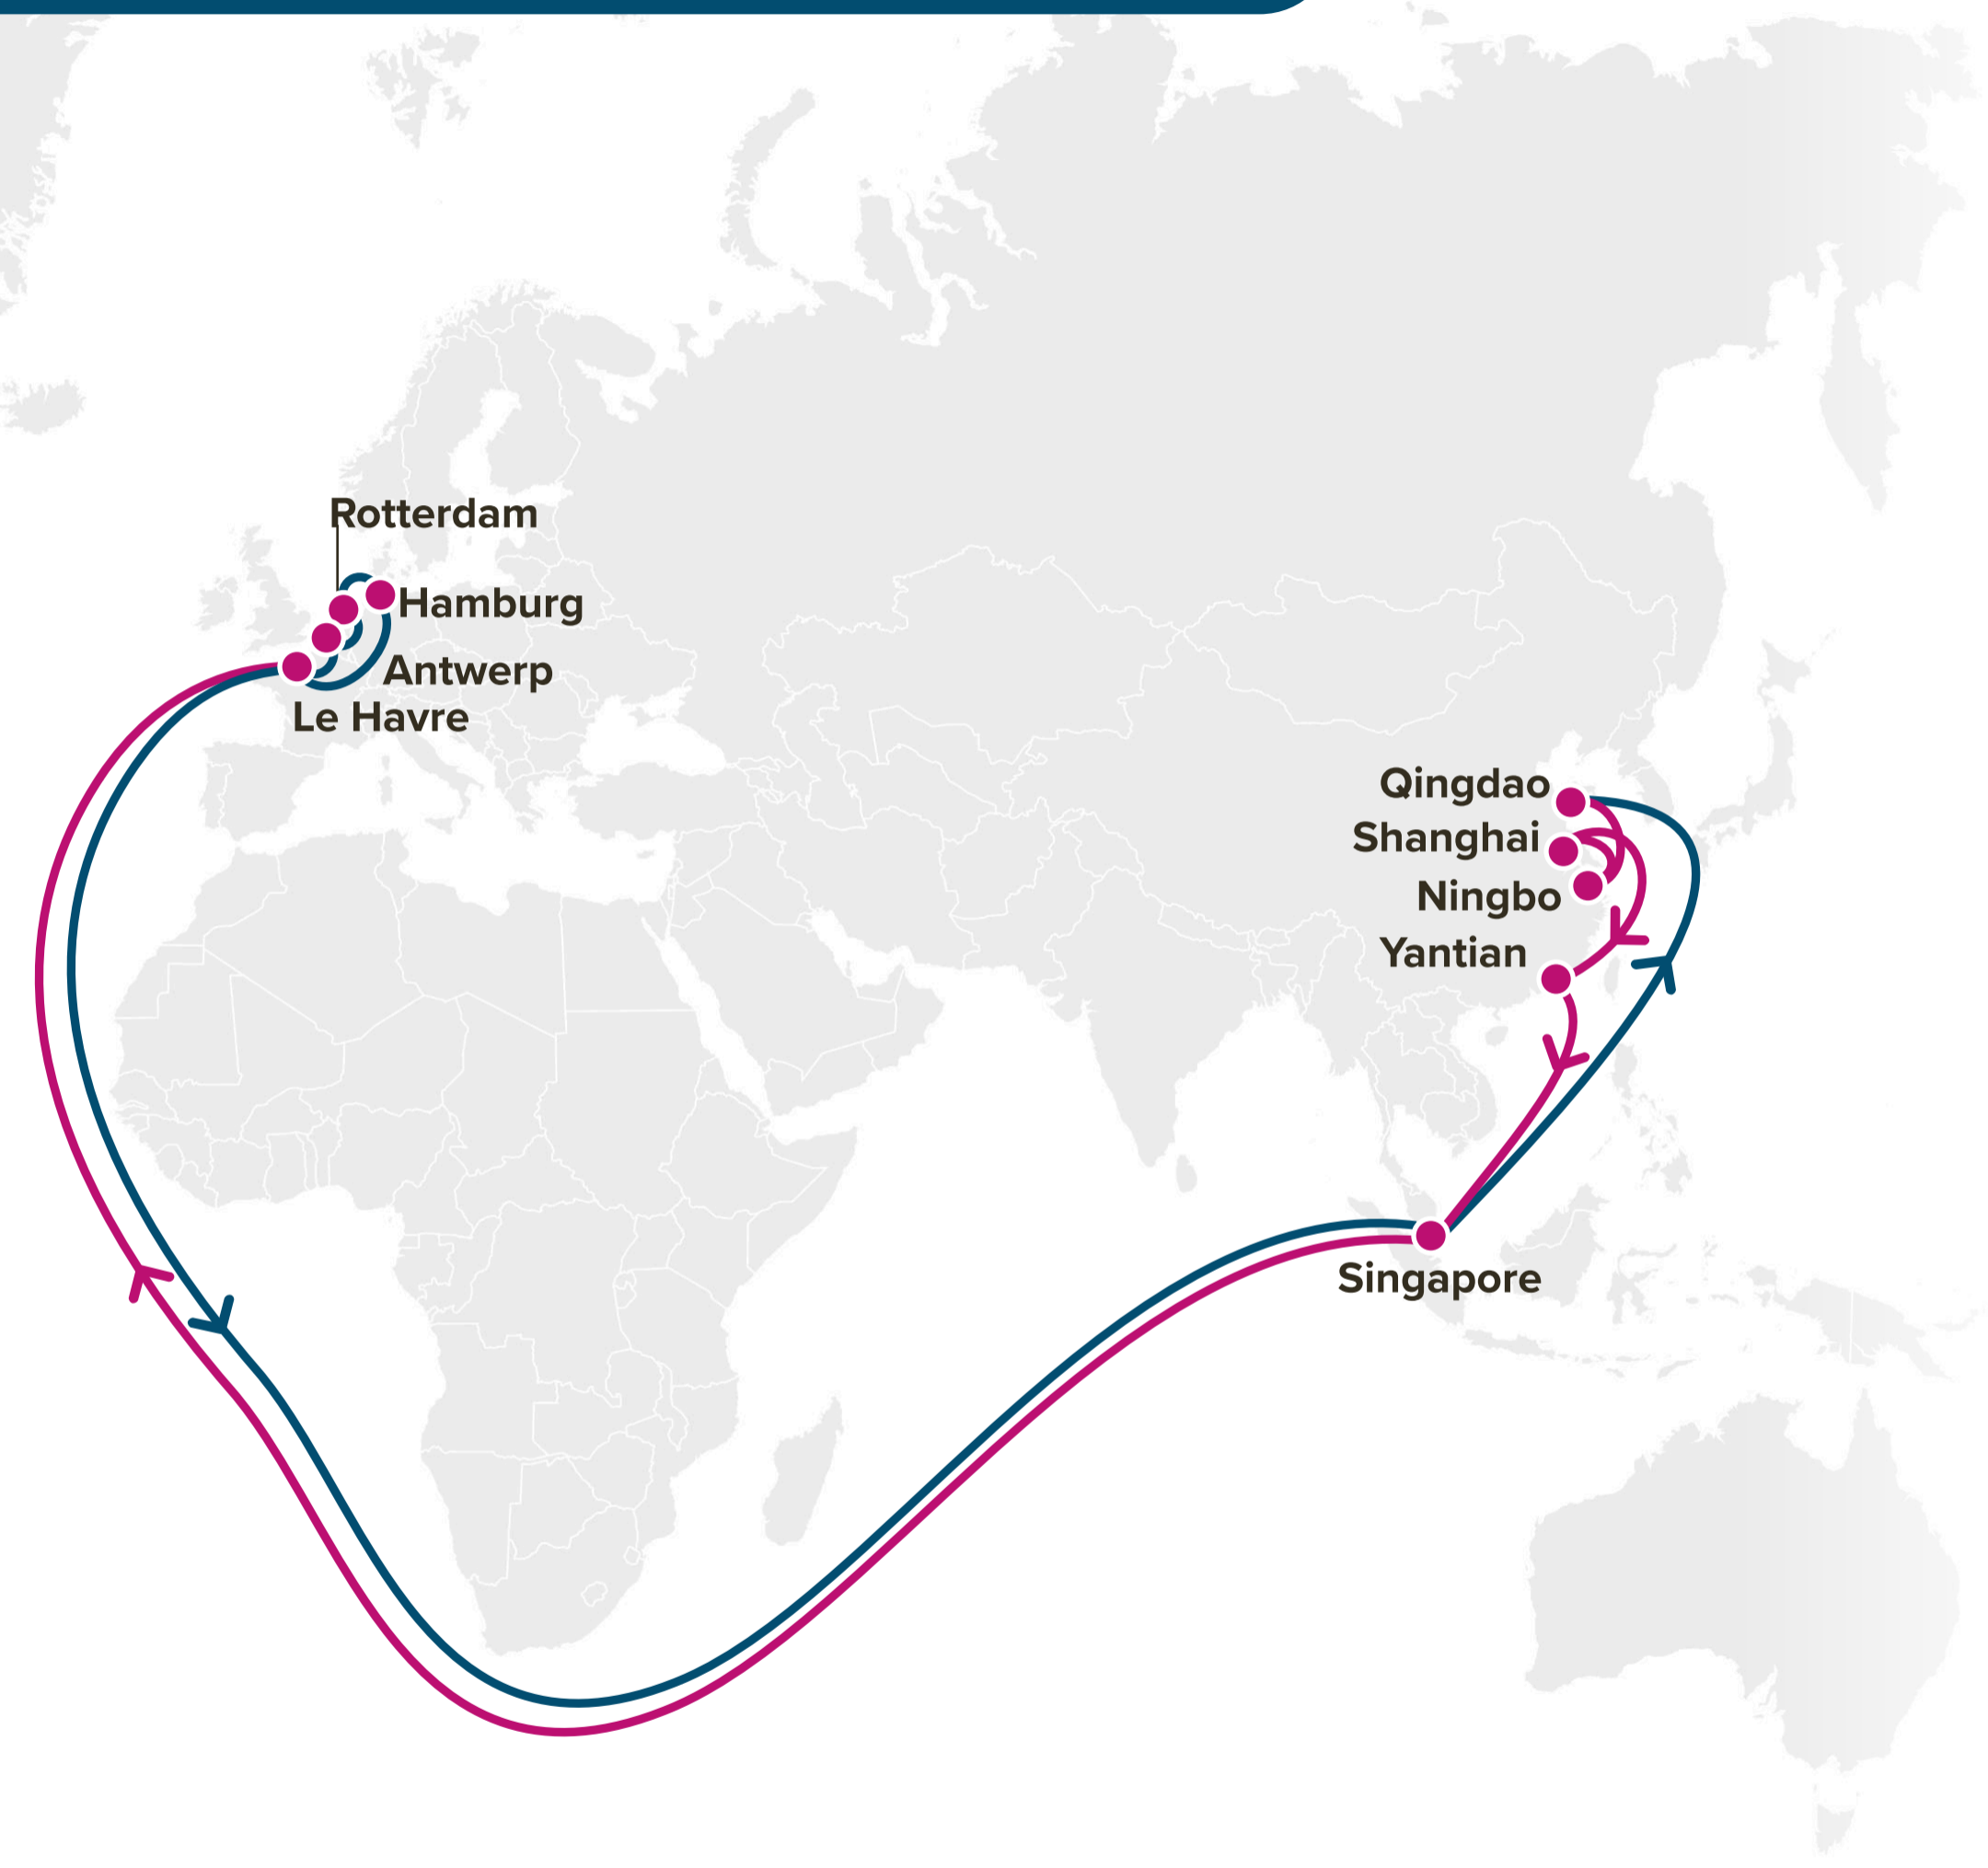 Rotterdam
Hamburg
Antwerp
Le Havre
Qingdao
Shanghai
Ningbo
Yantian
Singapore